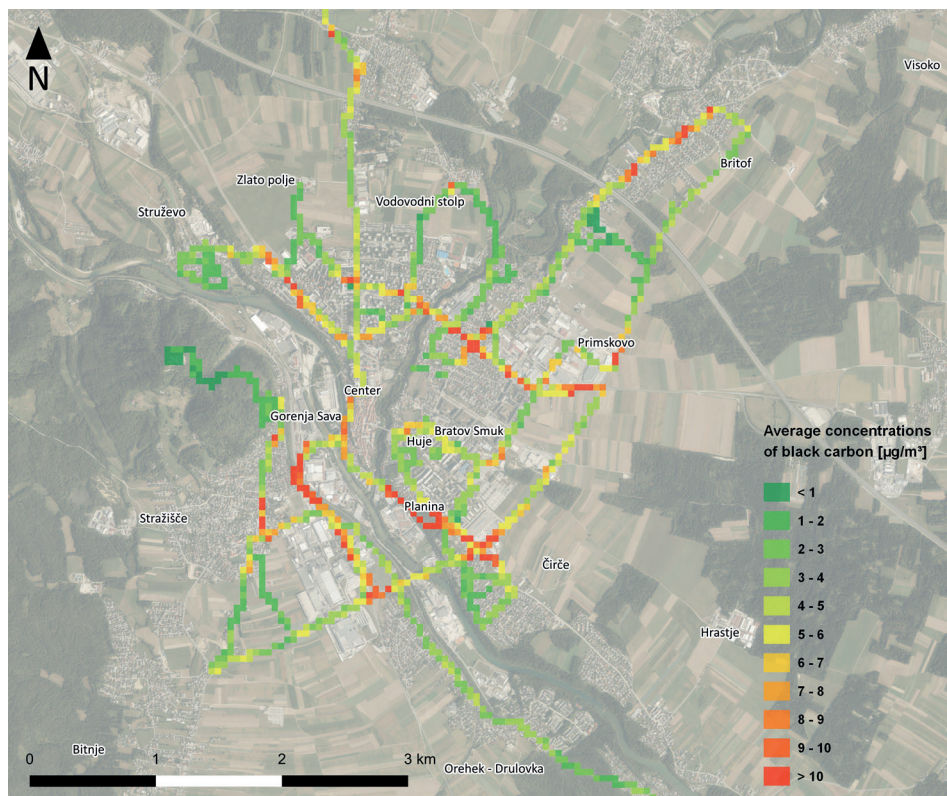 N
Visoko
Britof
Zlato polje
Vodovodni stolp
Struževo
Primskovo
Center
Gorenja Sava
Bratov Smuk
Huje
Average concentrations
of black carbon [µg/m³]
< 1
1 - 2
2 - 3
3 - 4
4 - 5
5 - 6
6 - 7
7 - 8
8 - 9
9 - 10
> 10
Planina
Stražišče
Čirče
Hrastje
Bitnje
Orehek - Drulovka
0 1 2 3 km